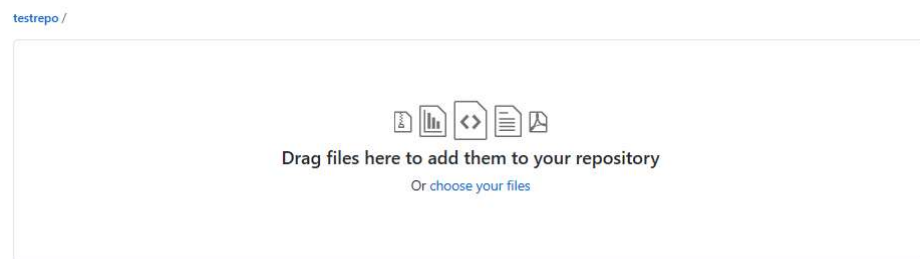 testrepo /
Drag files here to add them to your repository
Or choose your files